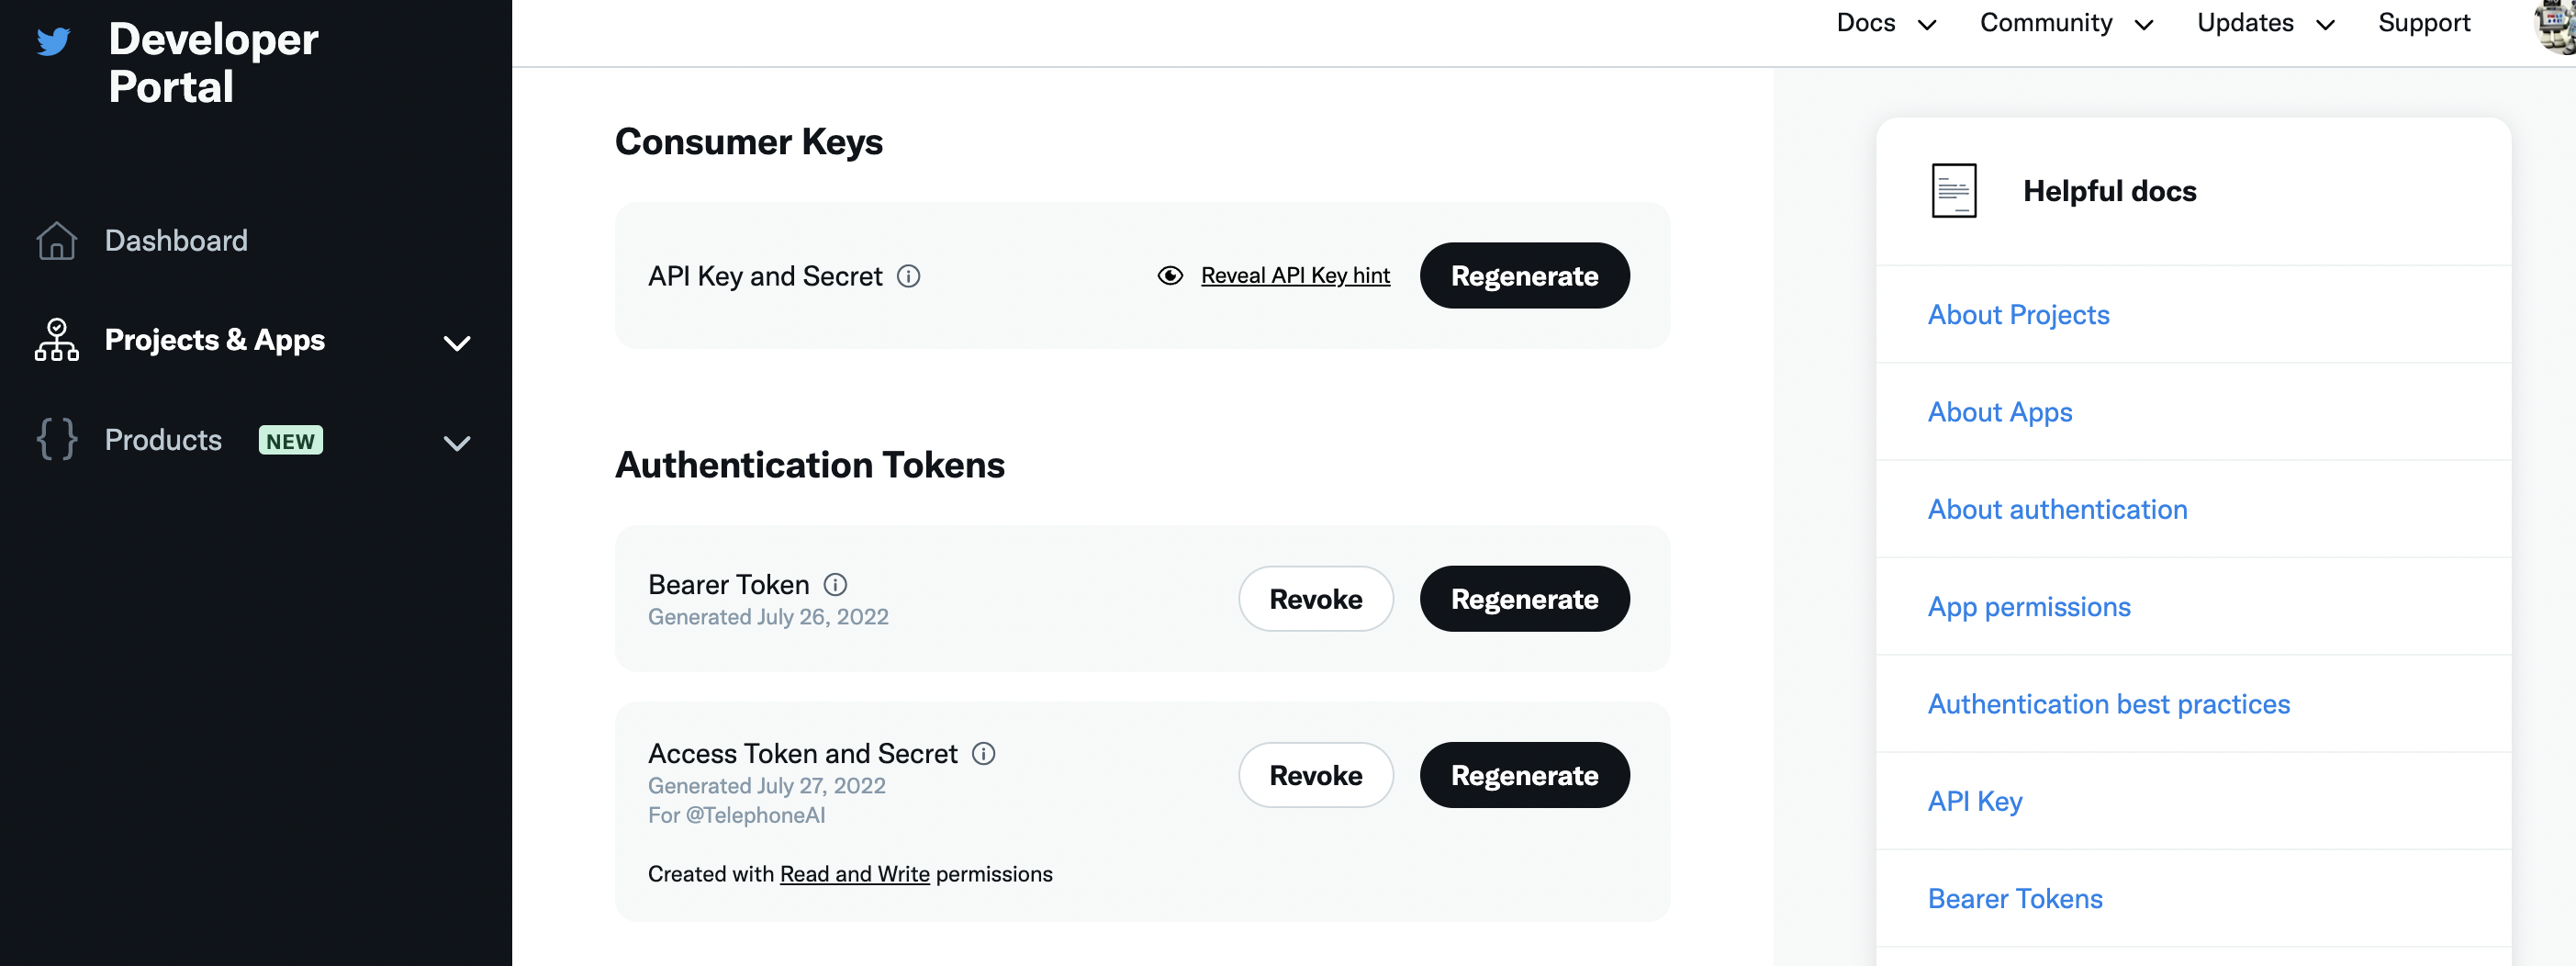 Developer
Portal
Dashboard
Projects & Apps
Products NEW
Docs Community Updates Support
Consumer Keys
API Key and Secret Reveal API Key hint Regenerate
Authentication Tokens
Bearer Token
Generated July 26, 2022
Revoke Regenerate
Access Token and Secret
Generated July 27, 2022
For @TelephoneAI
Revoke Regenerate
Created with Read and Write permissions
Helpful docs
About Projects
About Apps
About authentication
App permissions
Authentication best practices
API Key
Bearer Tokens